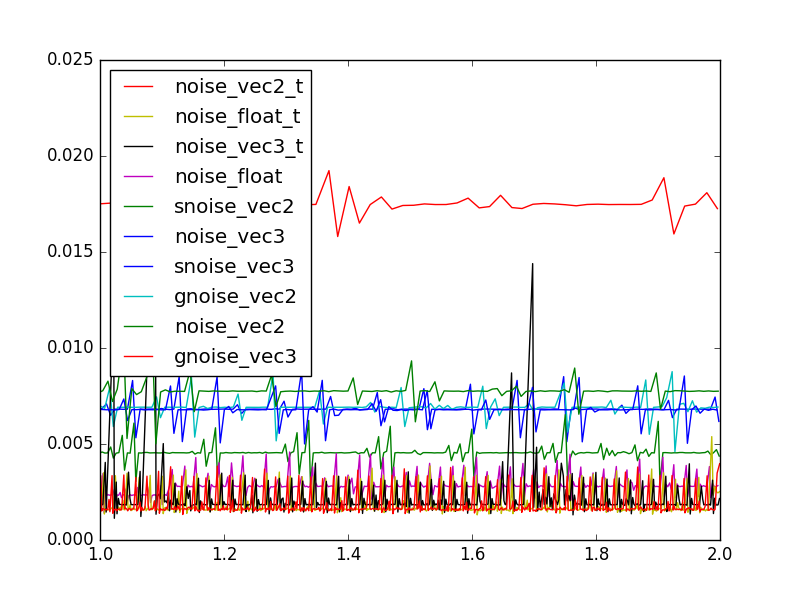 0.025
0.020
0.015
0.010
0.005
0.000
noise_vec2_t
noise_float_t
noise_vec3_t
noise_float
snoise_vec2
noise_vec3
snoise_vec3
gnoise_vec2
noise_vec2
gnoise_vec3
1.0 1.2 1.4 1.6 1.8 2.0